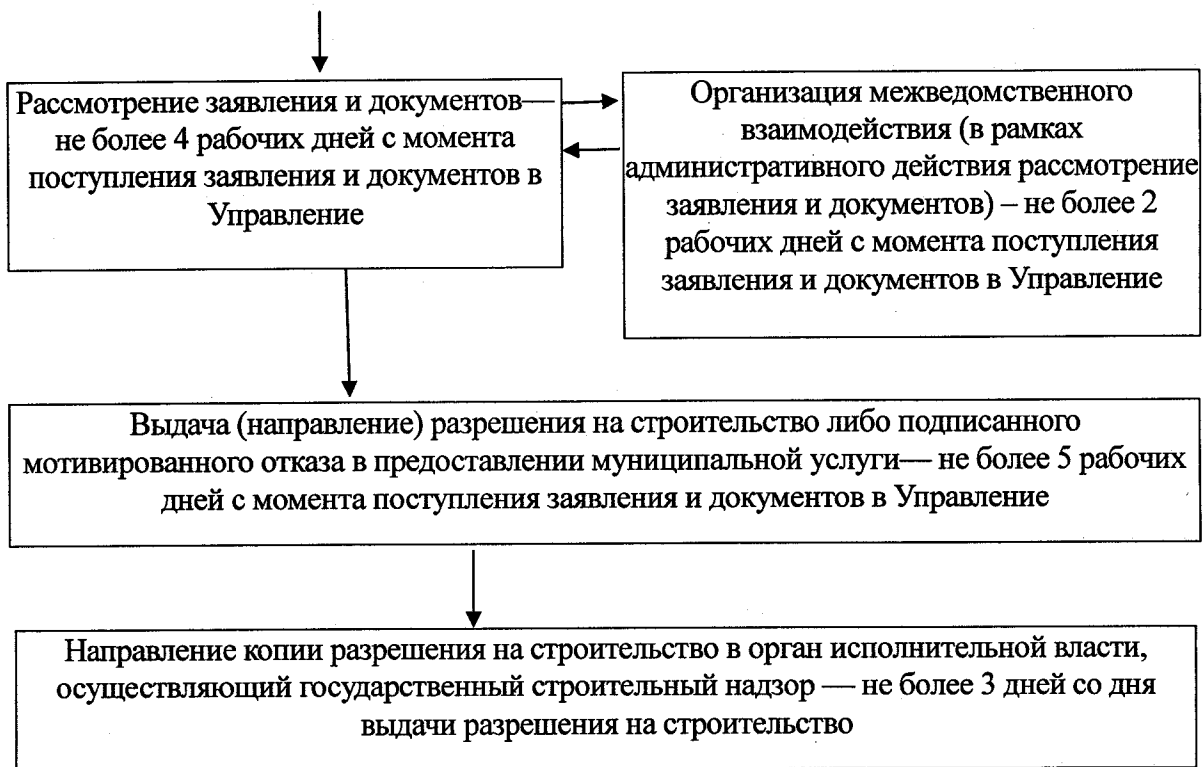 Рассмотрение заявления и документов—
не более 4 рабочих дней с момента
поступления заявления и документов в
Управление
Организация межведомственного
взаимодействия (в рамках
административного действия рассмотрение
заявления и документов) – не более 2
рабочих дней с момента поступления
заявления и документов в Управление
Выдача (направление) разрешения на строительство либо подписанного
мотивированного отказа в предоставлении муниципальной услуги— не более 5 рабочих
дней с момента поступления заявления и документов в Управление
Направление копии разрешения на строительство в орган исполнительной власти,
осуществляющий государственный строительный надзор — не более 3 дней со дня
выдачи разрешения на строительство